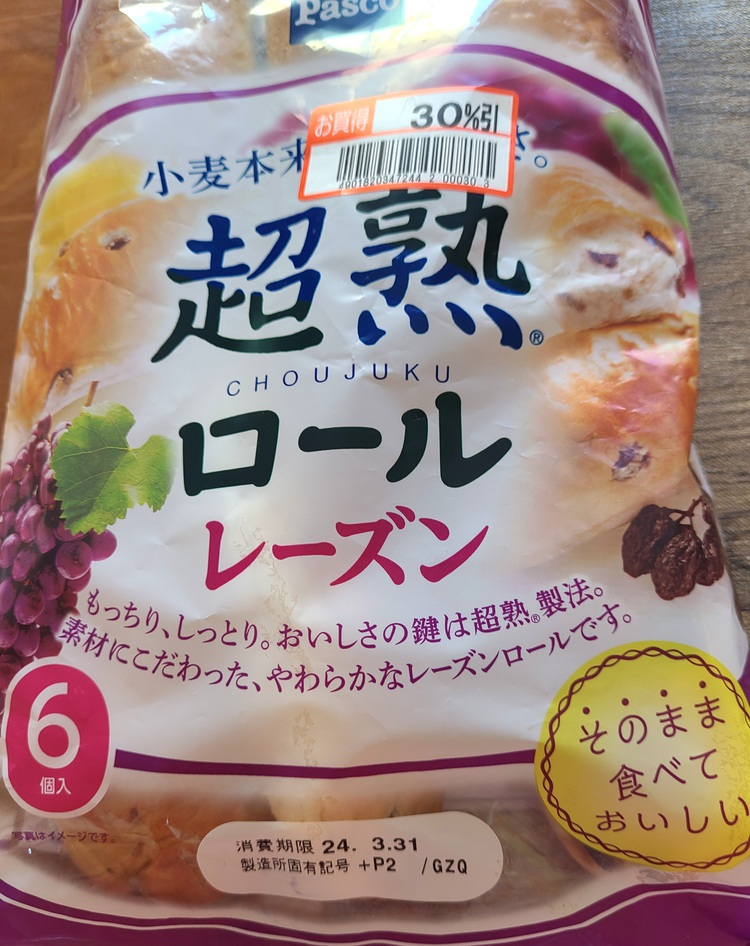 Pasco
お買得 30%引
4901820347244 2 00030 3
小麦本来 さ。
超熟®
CHOUJUKU
ロール
レーズン
もっちり、しっとり。おいしさの鍵は超熟®製法。
素材にこだわった、やわらかなレーズンロールです。
6
個入
そのまま
食べて
おいしい
写真はイメージです。
消費期限 24. 3.31
製造所固有記号 +P2 /GZQ